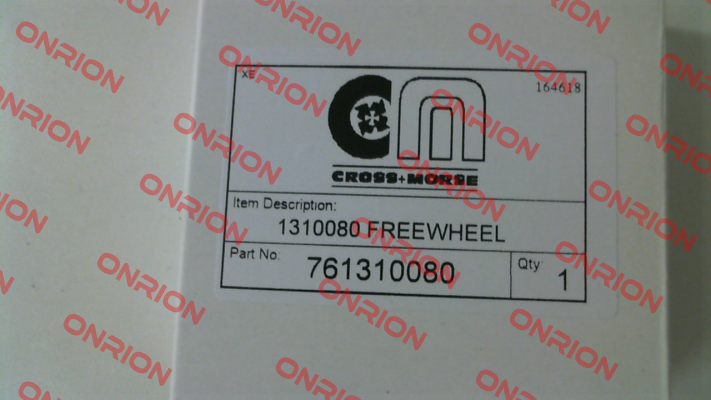 XE
164618
CROSS+MORSE
Item Description:
1310080 FREEWHEEL
Part No:
761310080
Qty
1
ONRION